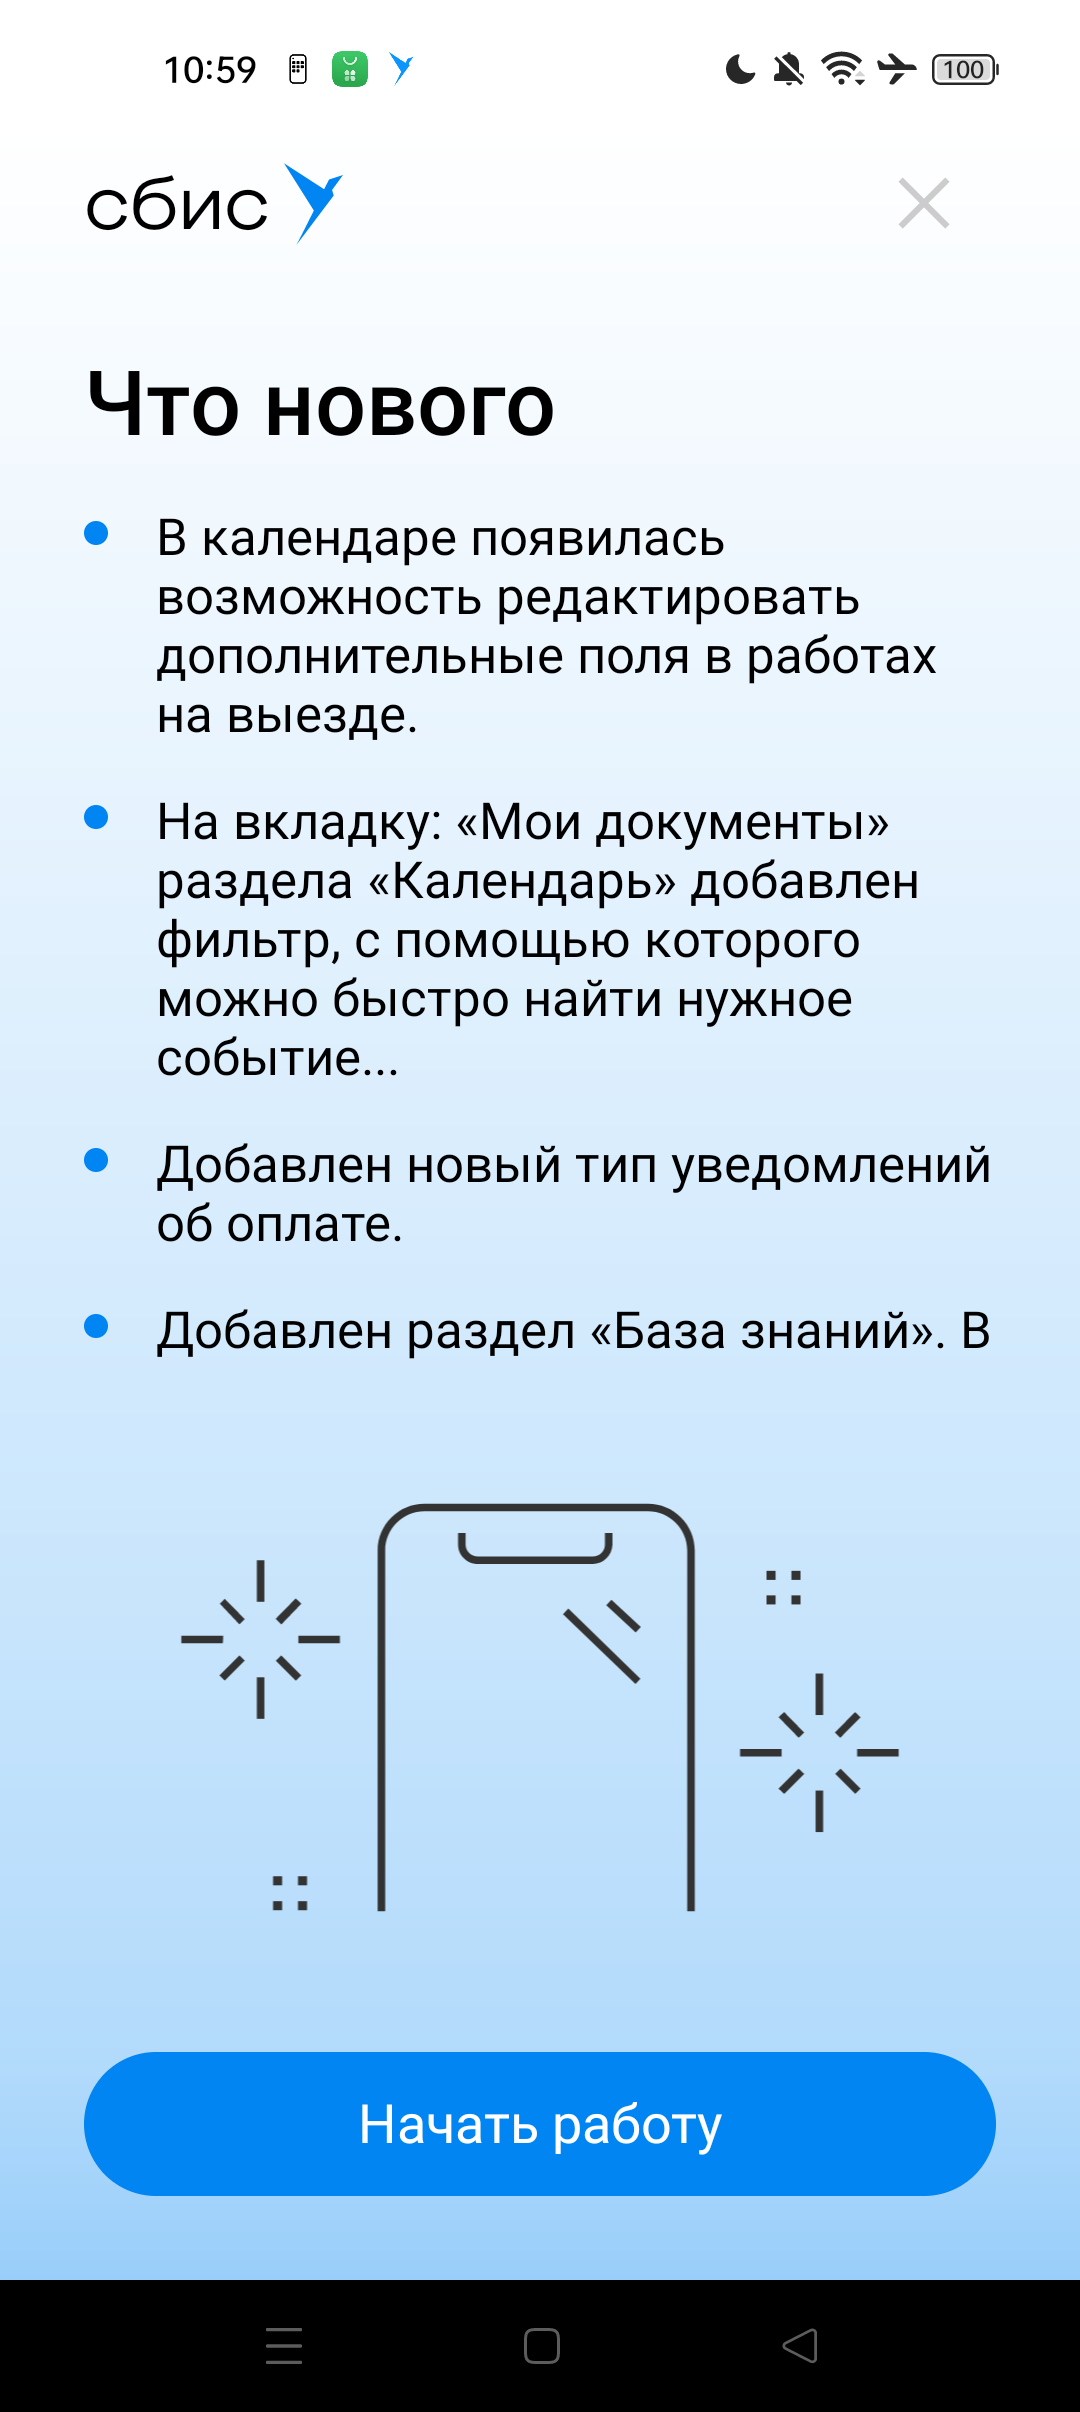 10:59
100
сбис
Что нового
В календаре появилась
возможность редактировать
дополнительные поля в работах
на выезде.
На вкладку: «Мои документы»
раздела «Календарь» добавлен
фильтр, с помощью которого
можно быстро найти нужное
событие...
Добавлен новый тип уведомлений
об оплате.
Добавлен раздел «База знаний». В
Начать работу